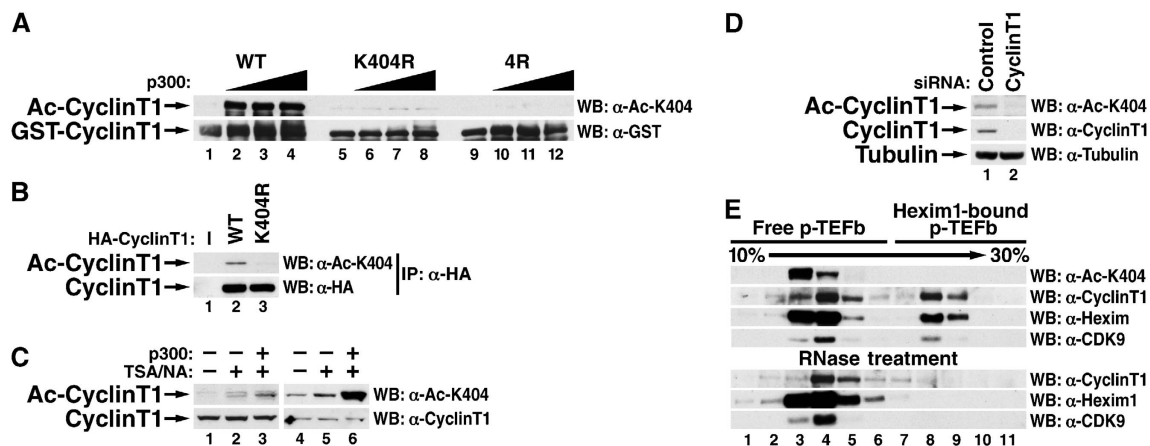 A
WT K404R 4R
p300:
Ac-CyclinT1 WB: α-Ac-K404
GST-CyclinT1 WB: α-GST
1 2 3 4 5 6 7 8 9 10 11 12
B
HA-CyclinT1: – WT K404R
Ac-CyclinT1 WB: α-Ac-K404
CyclinT1 WB: α-HA
IP: α-HA
1 2 3
C
p300: – – + – – +
TSA/NA: – + + – + +
Ac-CyclinT1 WB: α-Ac-K404
CyclinT1 WB: α-CyclinT1
1 2 3 4 5 6
D
siRNA: Control CyclinT1
Ac-CyclinT1 WB: α-Ac-K404
CyclinT1 WB: α-CyclinT1
Tubulin WB: α-Tubulin
1 2
E
Free p-TEFb
Hexim1-bound
p-TEFb
10% 30%
WB: α-Ac-K404
WB: α-CyclinT1
WB: α-Hexim
WB: α-CDK9
RNase treatment
WB: α-CyclinT1
WB: α-Hexim1
WB: α-CDK9
1 2 3 4 5 6 7 8 9 10 11